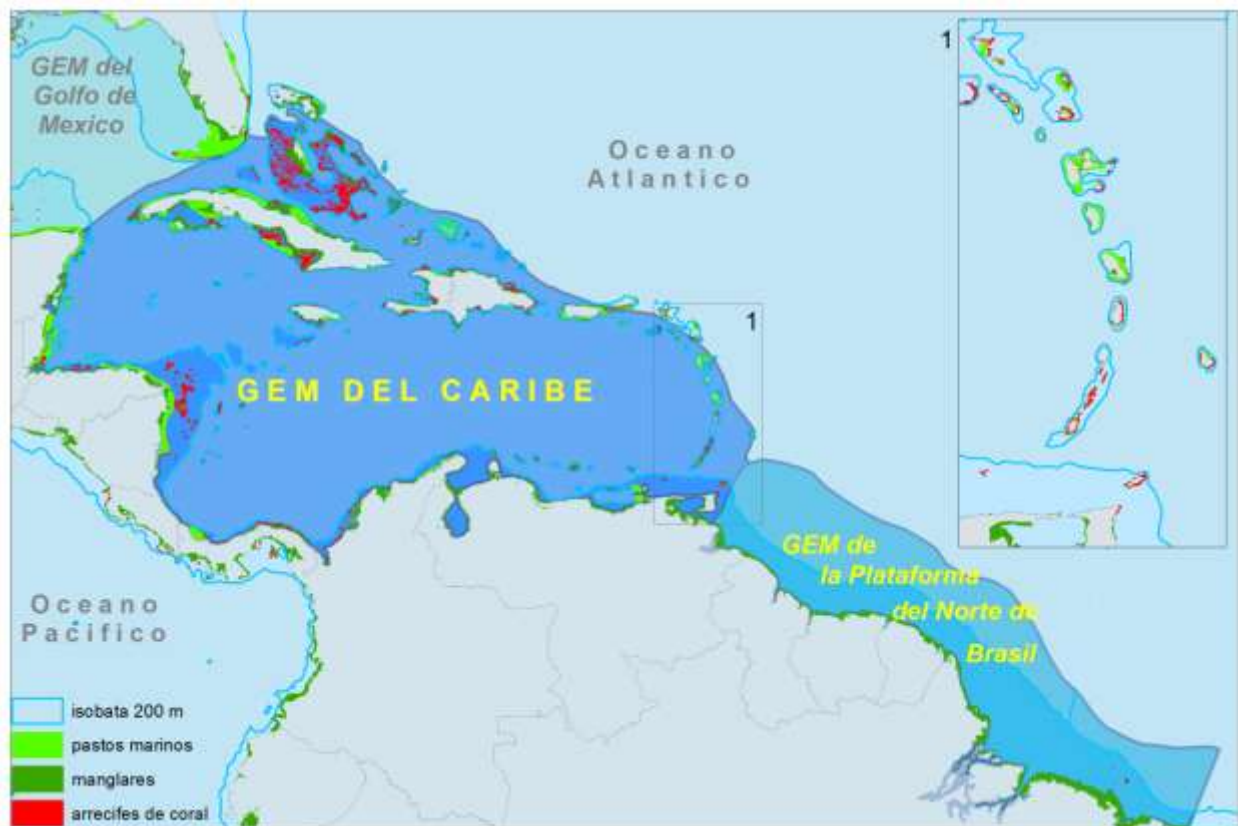 GEM del
Golfo de
Mexico
Oceano
Atlantico
1
1
6
GEM DEL CARIBE
GEM de
la Plataforma
del Norte de
Brasil
Oceano
Pacifico
isobata 200 m
pastos marinos
manglares
arrecifes de coral